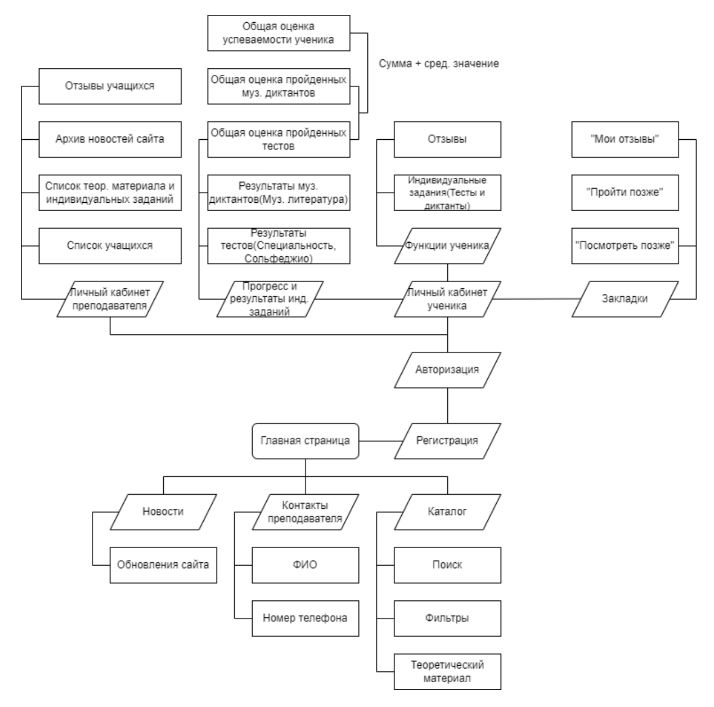 Общая оценка
успеваемости ученика
Сумма + сред. значение
Отзывы учащихся
Общая оценка пройденных
муз. диктантов
Архив новостей сайта
Общая оценка пройденных
тестов
Отзывы
"Мои отзывы"
Список теор. материала и
индивидуальных заданий
Результаты муз.
диктантов(Муз. литература)
Индивидуальные
задания(Тесты и
диктанты)
"Пройти позже"
Список учащихся
Результаты
тестов(Специальность,
Сольфеджио)
Функции ученика
"Посмотреть позже"
Личный кабинет
преподавателя
Прогресс и
результаты инд.
заданий
Личный кабинет
ученика
Закладки
Авторизация
Главная страница
Регистрация
Новости
Контакты
преподавателя
Каталог
Обновления сайта
ФИО
Поиск
Номер телефона
Фильтры
Теоретический
материал